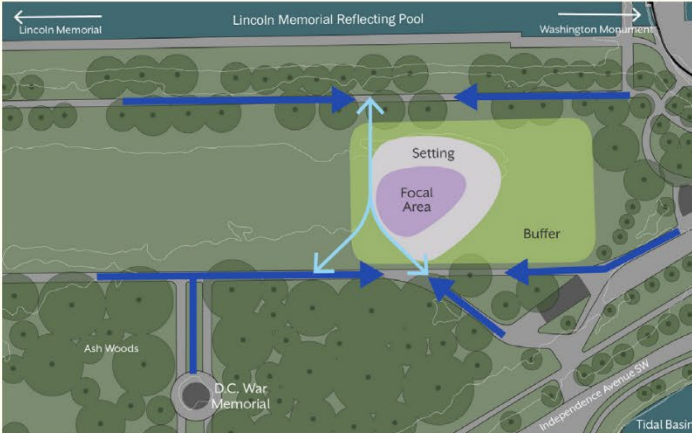 Lincoln Memorial Reflecting Pool
Lincoln Memorial
Washington Monument
Setting
Focal
Area
Buffer
Ash Woods
D.C. War
Memorial
Independence Avenue SW
Tidal Basin